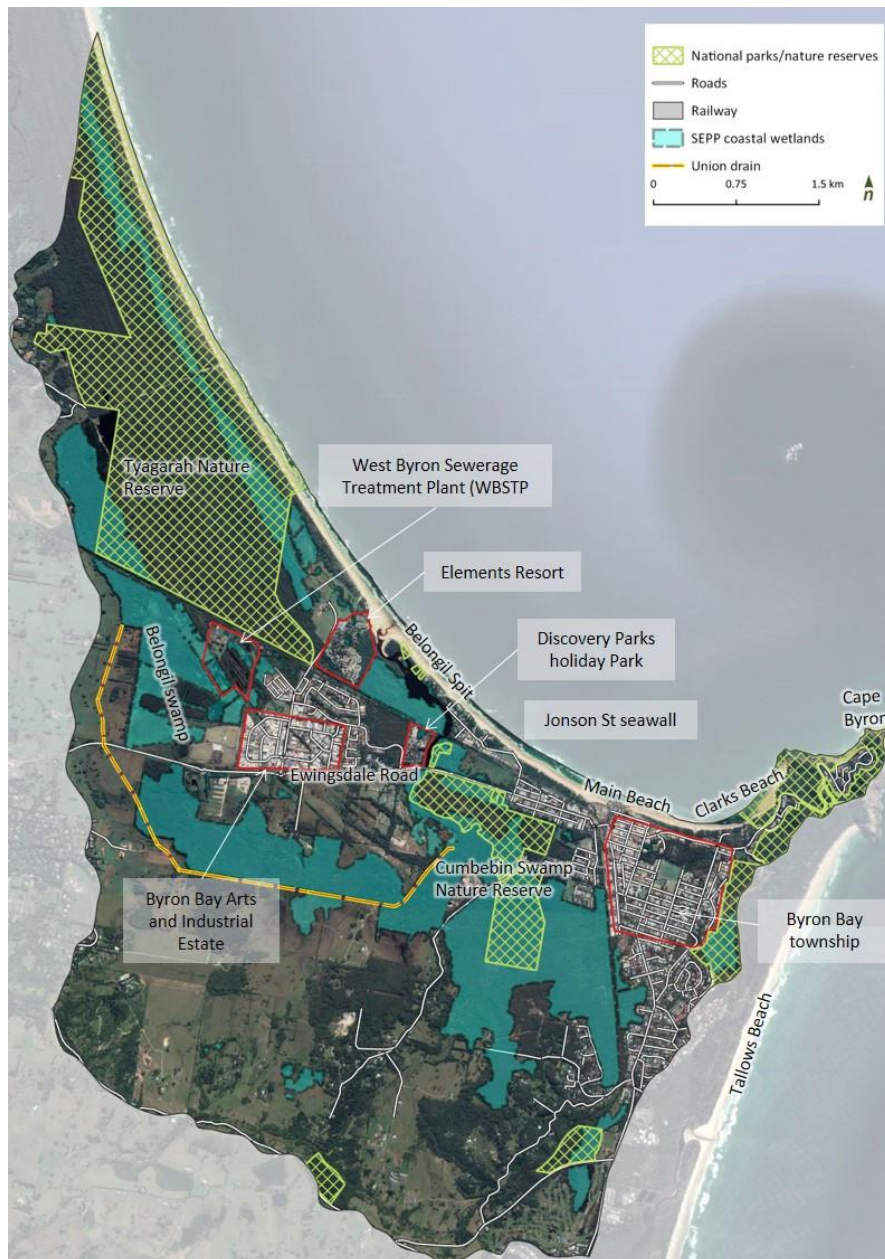 National parks/nature reserves
Roads
Railway
SEPP coastal wetlands
Union drain
0 0.75 1.5 km
n
Tyagarah Nature
Reserve
West Byron Sewerage
Treatment Plant (WBSTP
Elements Resort
Belongil Spit
Discovery Parks
holiday Park
Belongil swamp
Jonson St seawall
Cape
Byron
Ewingsdale Road
Main Beach
Clarks Beach
Cumbebin Swamp
Nature Reserve
Byron Bay Arts
and Industrial
Estate
Byron Bay
township
Tallows Beach